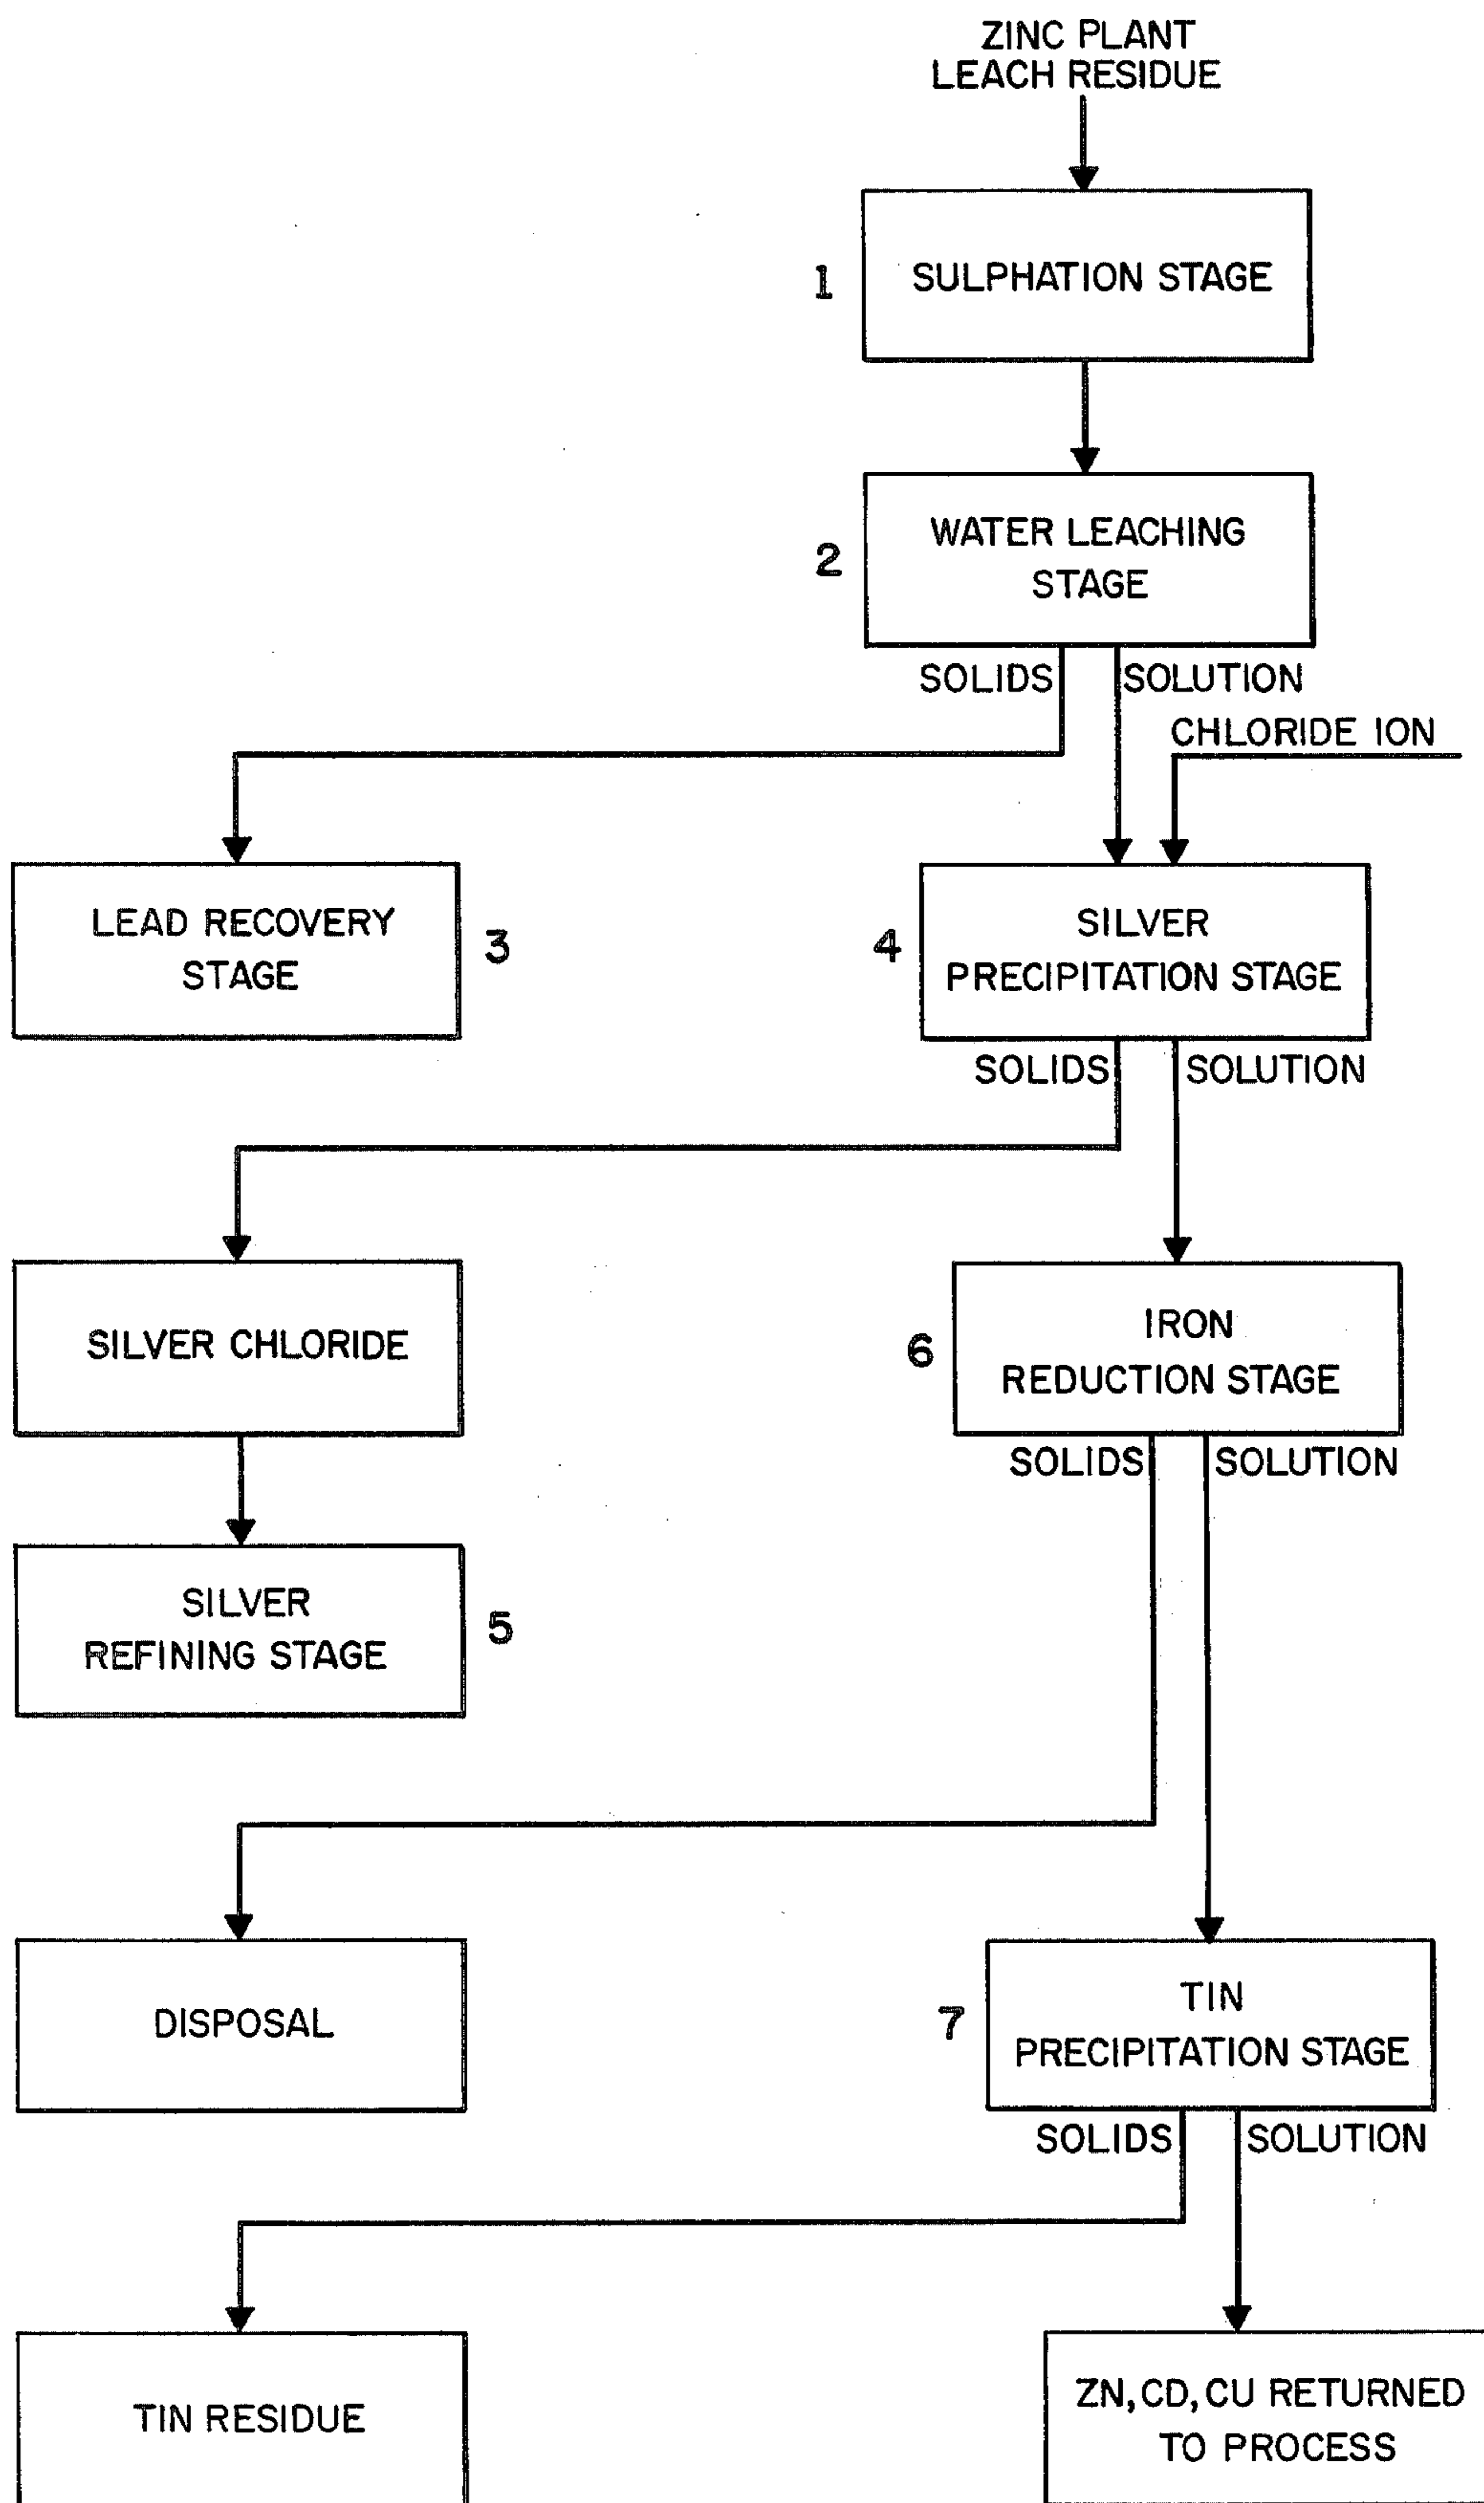 ZINC PLANT
LEACH RESIDUE
1
SULPHATION STAGE
2
WATER LEACHING
STAGE
SOLIDS
SOLUTION
CHLORIDE ION
LEAD RECOVERY
STAGE
3
4
SILVER
PRECIPITATION STAGE
SOLIDS
SOLUTION
SILVER CHLORIDE
6
IRON
REDUCTION STAGE
SOLIDS
SOLUTION
SILVER
REFINING STAGE
5
DISPOSAL
7
TIN
PRECIPITATION STAGE
SOLIDS
SOLUTION
TIN RESIDUE
ZN, CD, CU RETURNED
TO PROCESS